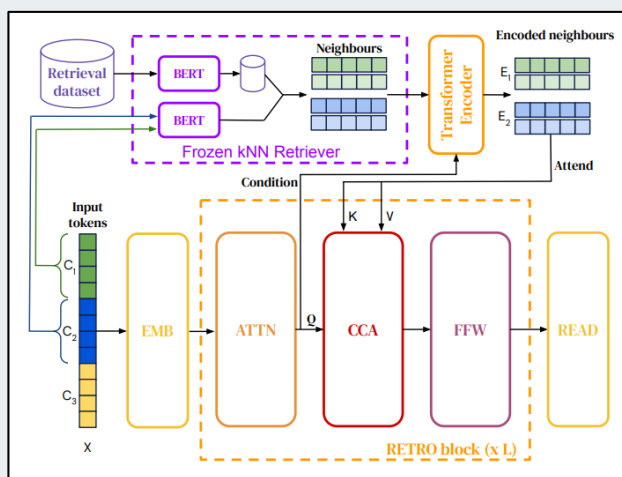 Neighbours
Encoded neighbours
Retrieval
dataset
BERT
BERT
Frozen kNN Retriever
Transformer
Encoder
E1
E2
Condition
Attend
Input
tokens
K
V
C1
C2
C3
X
EMB
ATTN
Q
CCA
FFW
READ
RETRO block (x L)